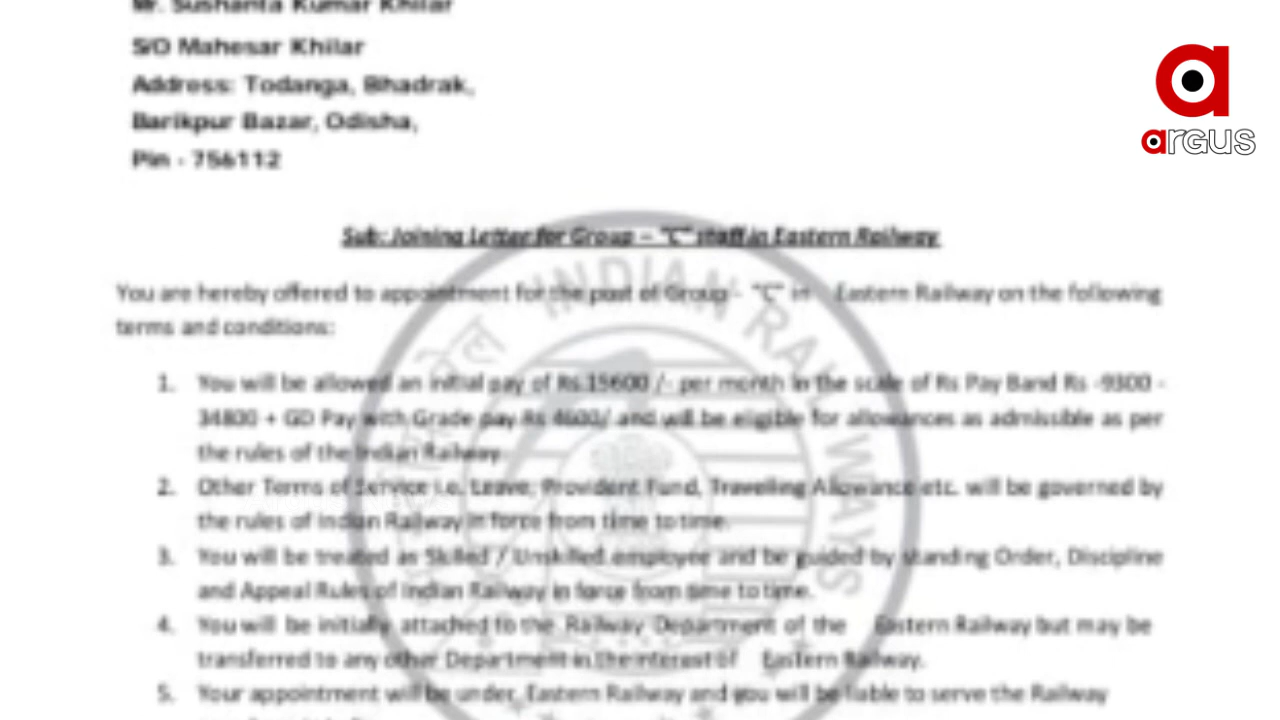 Mr. Sushanta Kumar Khilar
S/O Mahesar Khilar
Address: Todanga, Bhadrak,
Barikpur Bazar, Odisha,
Pin - 756112
argus
Sub: Joining Letter for Group – "C" staff in Eastern Railway
INDIAN RAILWAYS
You are hereby offered to appointment for the post of Group - "C" in Eastern Railway on the following
terms and conditions:
1. You will be allowed an initial pay of Rs.15600 /- per month in the scale of Rs Pay Band Rs -9300 -
34800 + GD Pay with Grade pay Rs 4600/ and will be eligible for allowances as admissible as per
the rules of the Indian Railway.
2. Other Terms of Service i.e. Leave, Provident Fund, Traveling Allowance etc. will be governed by
the rules of Indian Railway in force from time to time.
3. You will be treated as Skilled / Unskilled employee and be guided by standing Order, Discipline
and Appeal Rules of Indian Railway in force from time to time.
4. You will be initially attached to the Railway Department of the Eastern Railway but may be
transferred to any other Department in the interest of Eastern Railway.
5. Your appointment will be under, Eastern Railway and you will be liable to serve the Railway